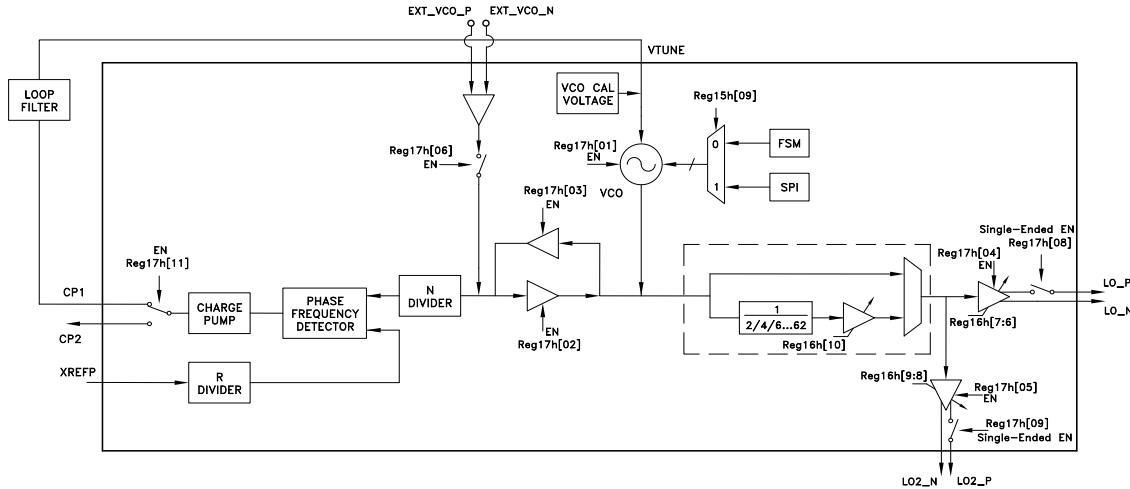 EXT_VCO_P EXT_VCO_N
VTUNE
LOOP
FILTER
VCO CAL
VOLTAGE
Reg15h[09]
0
1
FSM
SPI
Reg17h[06]
EN
Reg17h[01]
EN
VCO
Reg17h[03]
EN
EN
Reg17h[02]
EN
Reg17h[11]
CP1
CP2
XREFP
CHARGE
PUMP
PHASE
FREQUENCY
DETECTOR
N
DIVIDER
R
DIVIDER
1
2/4/6...62
Reg16h[10]
Single-Ended EN
Reg17h[08]
Reg17h[04]
EN
Reg16h[7:6]
LO_P
LO_N
Reg16h[9:8]
Reg17h[05]
EN
Reg17h[09]
Single-Ended EN
LO2_N LO2_P